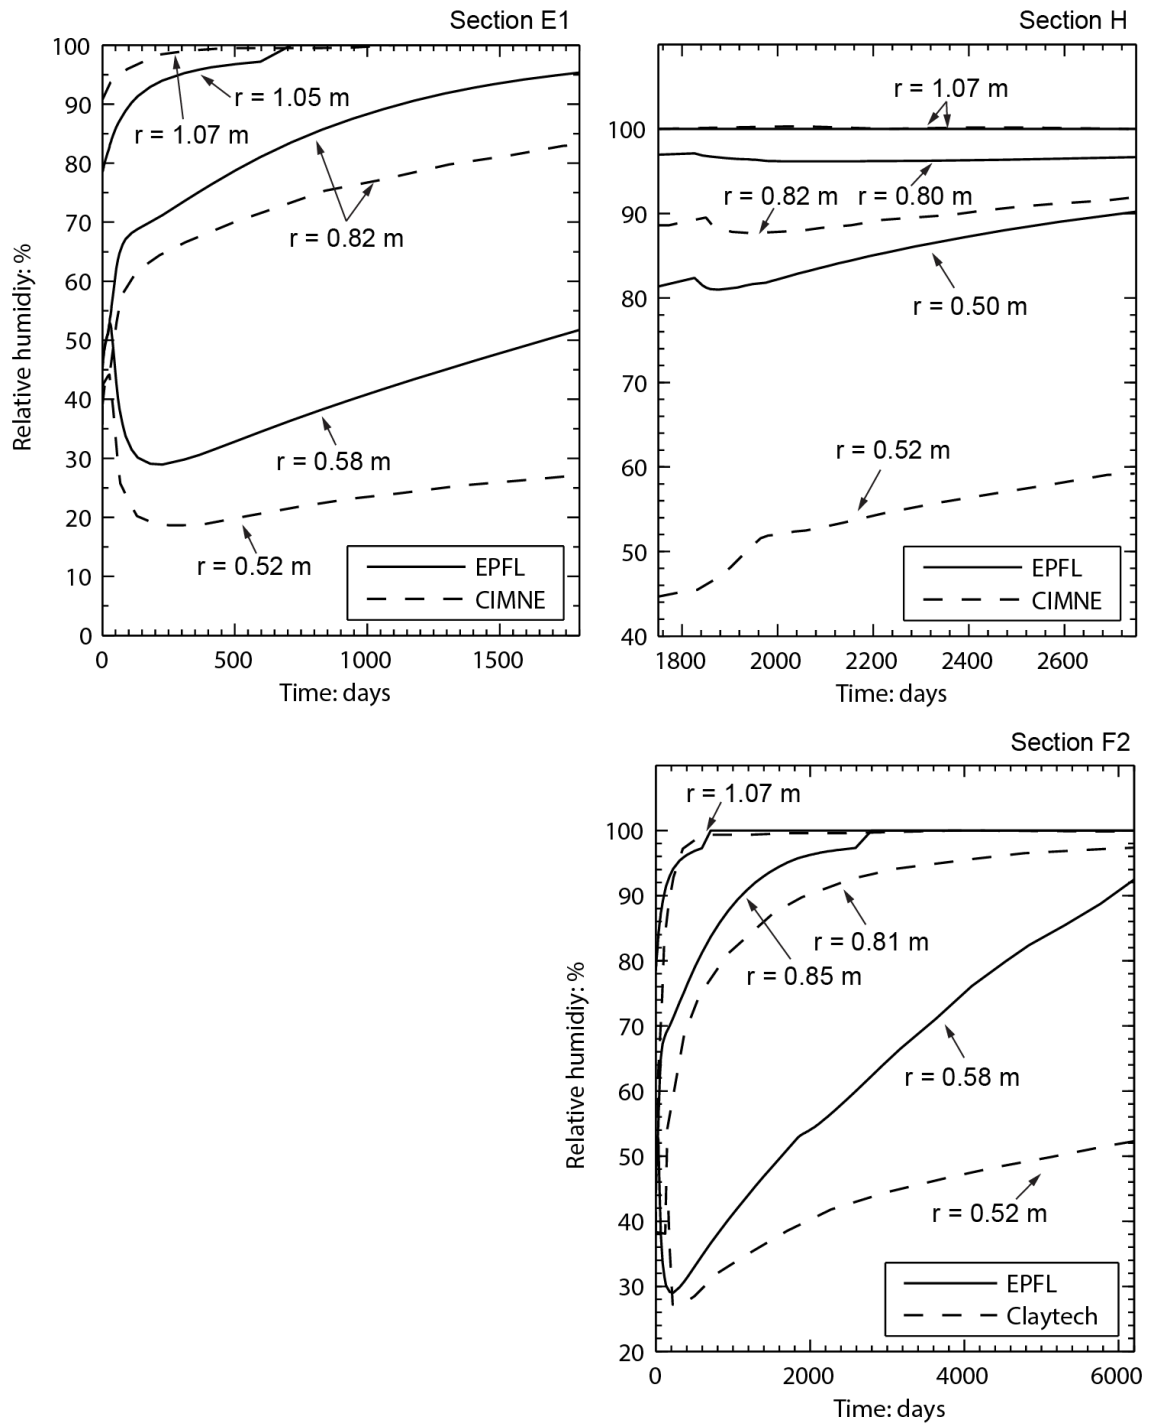 Section E1
100
90
80
70
60
50
40
30
20
10
0
Relative humidiy: %
r = 1.05 m
r = 1.07 m
r = 0.82 m
r = 0.58 m
r = 0.52 m
EPFL
CIMNE
0 500 1000 1500
Time: days
Section H
100
90
80
70
60
50
40
r = 1.07 m
r = 0.82 m r = 0.80 m
r = 0.50 m
r = 0.52 m
EPFL
CIMNE
1800 2000 2200 2400 2600
Time: days
Section F2
100
90
80
70
60
50
40
30
20
Relative humidiy: %
r = 1.07 m
r = 0.81 m
r = 0.85 m
r = 0.58 m
r = 0.52 m
EPFL
Claytech
0 2000 4000 6000
Time: days